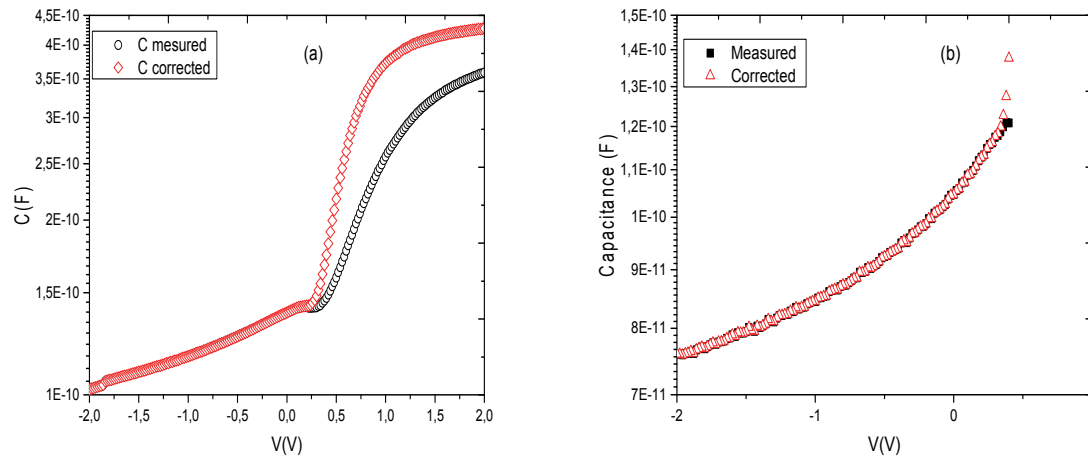 4,5E-10
4E-10
3,5E-10
3E-10
2,5E-10
2E-10
1,5E-10
1E-10
C(F)
C mesured
C corrected
(a)
-2,0
-1,5
-1,0
-0,5
0,0
0,5
1,0
1,5
2,0
V(V)
1,5E-10
1,4E-10
1,3E-10
1,2E-10
1,1E-10
1E-10
9E-11
8E-11
7E-11
Capacitance (F)
Measured
Corrected
(b)
-2
-1
0
V(V)